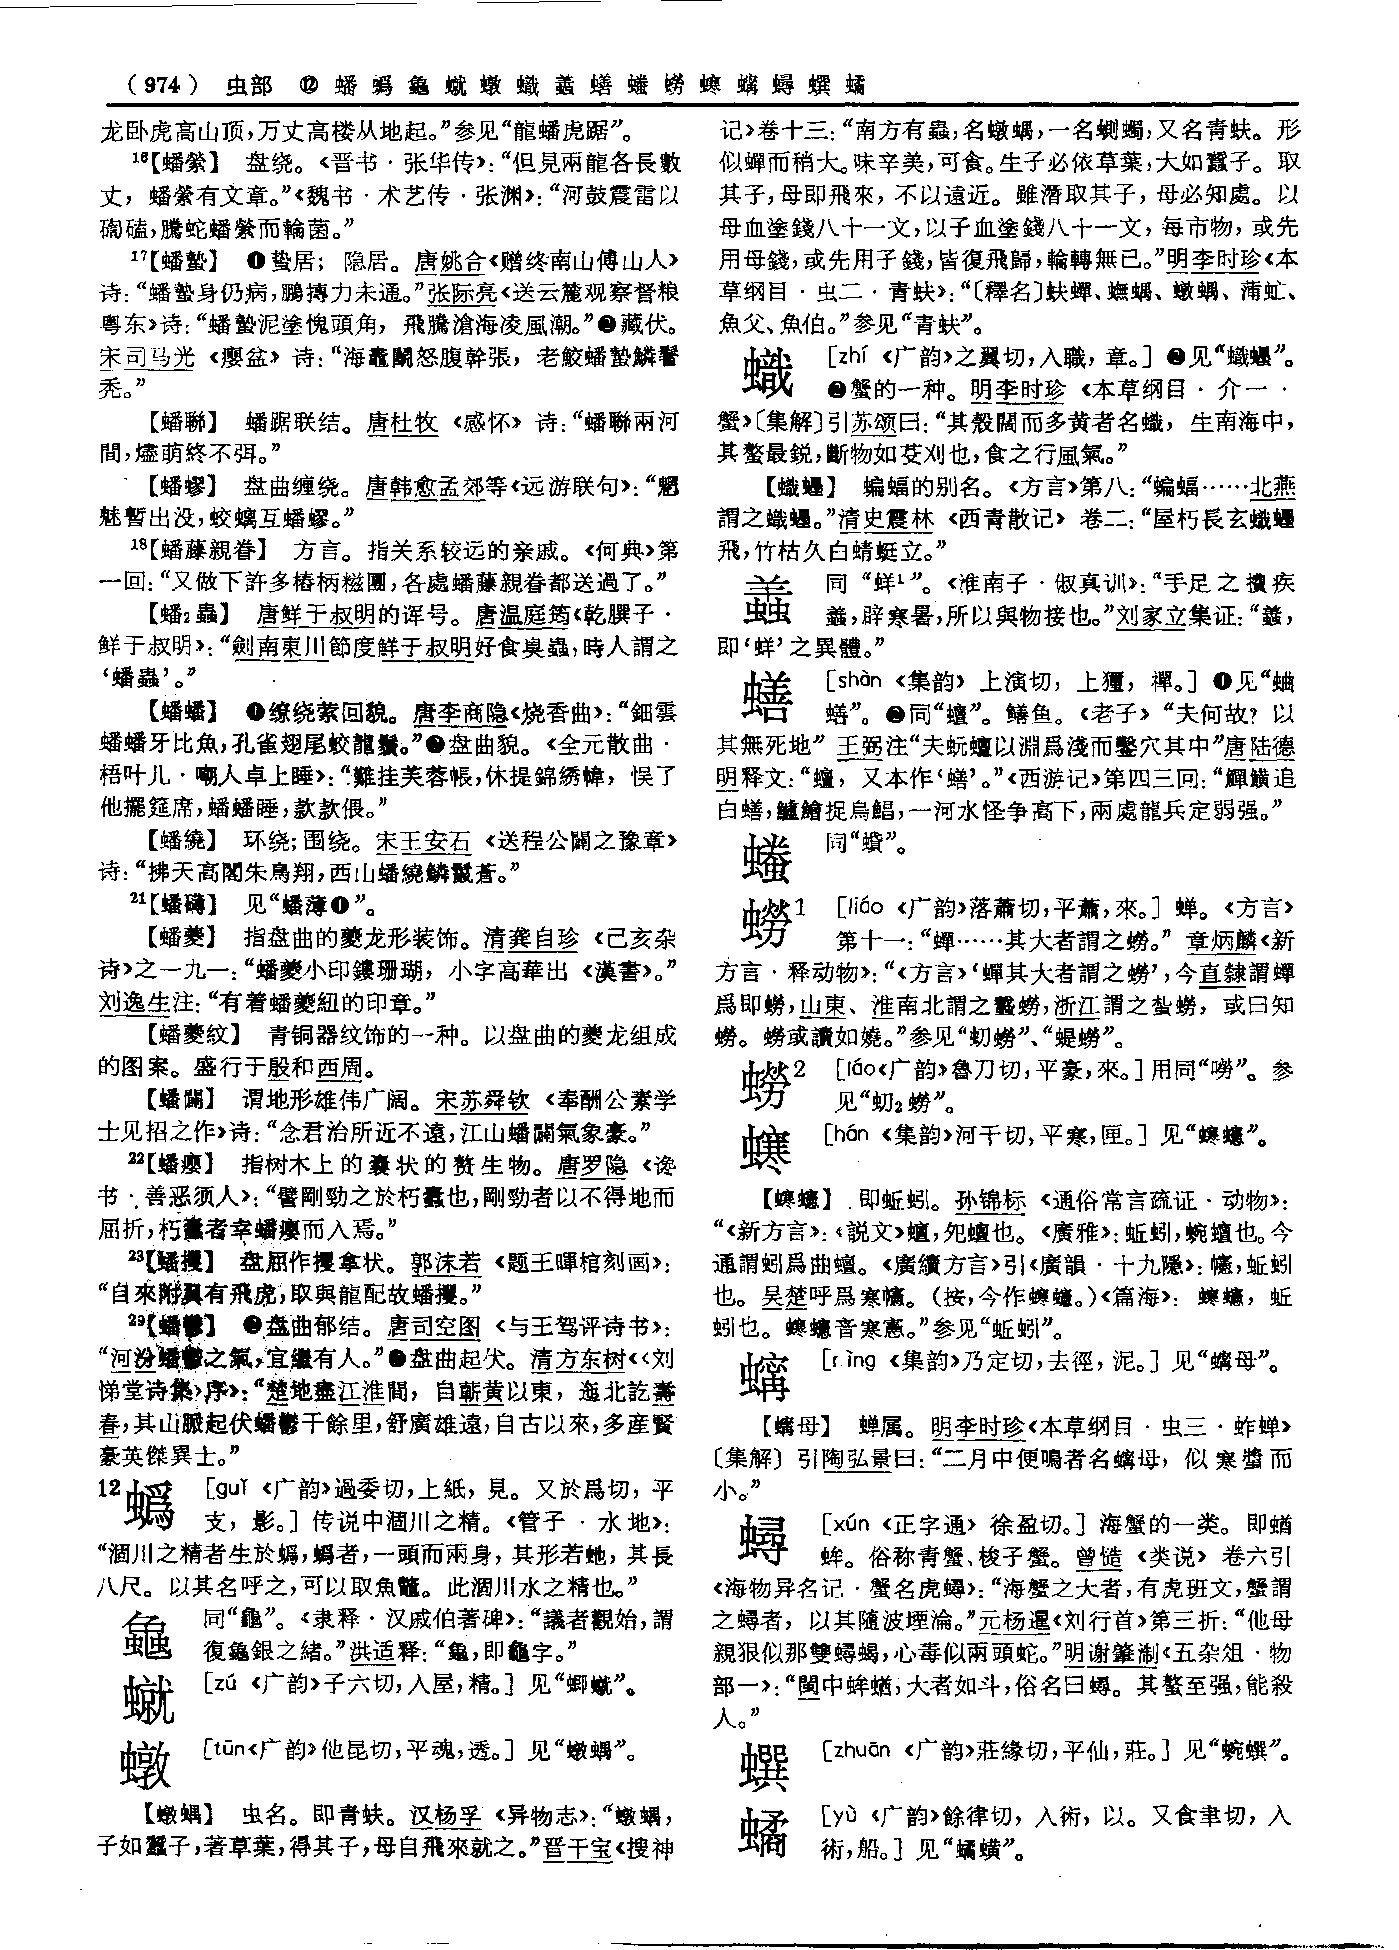 （974） 虫部 ⑫ 蟠 蟡 龜 蝛 蟔 蟙 蠚 蟮 蟠 蟧 螼 蟜 蟳 蟤 蟠
龙卧虎高山顶，万丈高楼从地起。”参见“龍蟠虎踞”。
16【蟠縈】 盘绕。《晋书·张华传》：“但見兩龍各長數
丈，蟠縈有文章。”《魏书·术艺传·张渊》：“河鼓震雷以
硠磕，騰蛇蟠縈而輪菌。”
17【蟠蟄】 ❶蛰居；隐居。唐姚合《赠终南山傅山人》
诗：“蟠蟄身仍病，鵬摶力未通。”张际亮《送云麓观察督粮
粤东》诗：“蟠蟄泥塗愧頭角，飛騰滄海凌風潮。”❷藏伏。
宋司马光《瘿盆》诗：“海鼈鬭怒腹幹張，老鮫蟠蟄鱗鬐
禿。”
【蟠聯】 蟠踞联结。唐杜牧《感怀》诗：“蟠聯兩河
間，燼萌終不弭。”
【蟠蟉】 盘曲缠绕。唐韩愈孟郊等《远游联句》：“魍
魅暫出没，蛟螭互蟠蟉。”
18【蟠藤親眷】 方言。指关系较远的亲戚。《何典》第
一回：“又做下許多樁柄糍團，各處蟠藤親眷都送過了。”
【蟠2蟲】 唐鲜于叔明的诨号。唐温庭筠《乾𦠆子·
鲜于叔明》：“劍南東川節度鮮于叔明好食臭蟲，時人謂之
‘蟠蟲’。”
【蟠蟠】 ❶缭绕萦回貌。唐李商隐《烧香曲》：“鈿雲
蟠蟠牙比魚，孔雀翅尾蛟龍鬚。”❷盘曲貌。《全元散曲·
梧叶儿·嘲人卓上睡》：“難挂芙蓉帳，休提錦綉幃，悮了
他擺筵席，蟠蟠睡，款款偎。”
【蟠繞】 环绕；围绕。宋王安石《送程公闢之豫章》
诗：“拂天高閣朱鳥翔，西山蟠繞鱗鬣蒼。”
21【蟠礴】 见“蟠薄❶”。
【蟠夔】 指盘曲的夔龙形装饰。清龚自珍《己亥杂
诗》之一九一：“蟠夔小印鏤珊瑚，小字高華出《漢書》。”
刘逸生注：“有着蟠夔紐的印章。”
【蟠夔紋】 青铜器纹饰的一种。以盘曲的夔龙组成
的图案。盛行于殷和西周。
【蟠闊】 谓地形雄伟广阔。宋苏舜钦《奉酬公素学
士见招之作》诗：“念君治所近不遠，江山蟠闊氣象豪。”
22【蟠癭】 指树木上的囊状的赘生物。唐罗隐《谗
书·善恶须人》：“譬剛勁之於朽蠹也，剛勁者以不得地而
屈折，朽蠹者幸蟠癭而入焉。”
23【蟠攫】 盘屈作攫拿状。郭沫若《题王暉棺刻画》：
“自來附翼有飛虎，取與龍配故蟠攫。”
29【蟠鬱】 ❶盘曲郁结。唐司空图《与王驾评诗书》：
“河汾蟠鬱之氣，宜繼有人。”❷盘曲起伏。清方东树《〈刘
悌堂诗集〉序》：“楚地盡江淮間，自蘄黄以東，迤北訖壽
春，其山脈起伏蟠鬱千餘里，舒廣雄遠，自古以來，多産賢
豪英傑異士。”
12 蟡 [guǐ 《广韵》過委切，上紙，見。又於爲切，平
支，影。] 传说中涸川之精。《管子·水地》：
“涸川之精者生於蟡，蟡者，一頭而兩身，其形若虵，其長
八尺。以其名呼之，可以取魚鼈。此涸川水之精也。”
同“龜”。《隶释·汉戚伯著碑》：“議者觀始，謂
復龜銀之緒。”洪适释：“龜，即龜字。”
[zú 《广韵》子六切，入屋，精。] 见“蝍蟕”。
蜳 [tūn《广韵》他昆切，平魂，透。] 见“蟔蝺”。
【蟔蝺】 虫名。即青蚨。汉杨孚《异物志》：“蟔蝺，
子如蠶子，著草葉，得其子，母自飛來就之。”晋干宝《搜神
记》卷十三：“南方有蟲，名蟔蝺，一名𧍪蠋，又名青蚨。形
似蟬而稍大。味辛美，可食。生子必依草葉，大如蠶子。取
其子，母即飛來，不以遠近。雖潛取其子，母必知處。以
母血塗錢八十一文，以子血塗錢八十一文，每市物，或先
用母錢，或先用子錢，皆復飛歸，輪轉無已。”明李时珍《本
草纲目·虫二·青蚨》：“〔釋名〕蚨蟬、蟱蝸、蟔蝺、蒲虻、
魚父、魚伯。”参见“青蚨”。
蟙 [zhí 《广韵》之翼切，入職，章。] ❶见“蟙䘃”。
❷蟹的一种。明李时珍《本草纲目·介一·
蟹》〔集解〕引苏颂曰：“其殼闊而多黄者名蟙，生南海中，
其螯最鋭，斷物如芟刈也，食之行風氣。”
【蟙䘃】 蝙蝠的别名。《方言》第八：“蝙蝠……北燕
謂之蟙䘃。”清史震林《西青散记》卷二：“屋朽長玄蟙䘃
飛，竹枯久白蜻蜓立。”
同“蛘1”。《淮南子·俶真训》：“手足之攢疾
，辟寒暑，所以與物接也。”刘家立集证：“，
即‘蛘’之異體。”
蟮 [shàn 《集韵》上演切，上獮，禪。] ❶见“蛐
蟮”。❷同“蟺”。鳝鱼。《老子》“夫何故？以
其無死地”王弼注“夫蚖蟺以淵爲淺而鑿穴其中”唐陆德
明释文：“蟺，又本作‘蟮’。”《西游记》第四三回：“鱓鱑追
白蟮，鱸鱠捉烏鯧，一河水怪争高下，兩處龍兵定弱强。”
同“蠀”。
蟧1 [liáo 《广韵》落蕭切，平蕭，來。] 蝉。《方言》
第十一：“蟬……其大者謂之蟧。”章炳麟《新
方言·释动物》：“《方言》‘蟬其大者謂之蟧’，今直隸謂蟬
爲即蟧，山東、淮南北謂之蠽蟧，浙江謂之蚻蟧，或曰知
蟧。蟧或讀如嬈。”参见“虭蟧”、“蝭蟧”。
蟧2 [láo《广韵》魯刀切，平豪，來。] 用同“嘮”。参
见“虭2蟧”。
[hán 《集韵》河干切，平寒，匣。] 见“”。
【】 即蚯蚓。孙锦标《通俗常言疏证·动物》：
“《新方言》：《説文》蟺，夗蟺也。《廣雅》：蚯蚓，蜿蟺也。今
通謂蚓爲曲蟺。《廣續方言》引《廣韻·十九隱》：蠵，蚯蚓
也。吴楚呼爲寒蠵。（按，今作。）《篇海》：，蚯
蚓也。音寒憲。”参见“蚯蚓”。
[nìng 《集韵》乃定切，去徑，泥。] 见“母”。
【母】 蝉属。明李时珍《本草纲目·虫三·蚱蝉》
〔集解〕引陶弘景曰：“二月中便鳴者名母，似寒螿而
小。”
蟳 [xún 《正字通》徐盈切。] 海蟹的一类。即蝤
蛑。俗称青蟹、梭子蟹。曾慥《类说》卷六引
《海物异名记·蟹名虎蟳》：“海蟹之大者，有虎斑文，蟹謂
之蟳者，以其隨波堙淪。”元杨暹《刘行首》第三折：“他母
親狠似那雙蟳蝎，心毒似兩頭蛇。”明谢肇淛《五杂俎·物
部一》：“閩中蛑蝤，大者如斗，俗名曰蟳。其螯至强，能殺
人。”
蟤 [zhuān 《广韵》莊緣切，平仙，莊。] 见“蜿蟤”。
蟠 [yù 《广韵》餘律切，入術，以。又食聿切，入
術，船。] 见“蟥”。